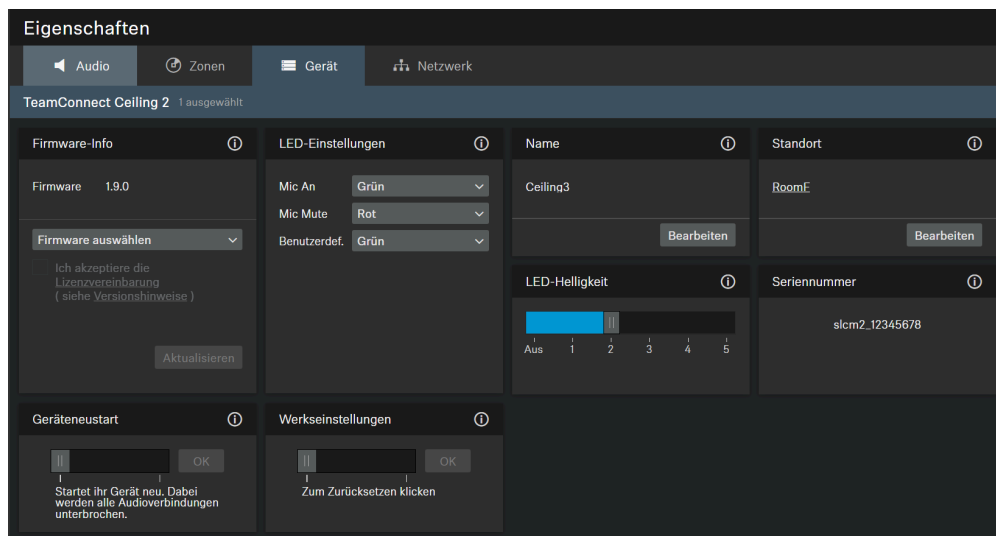 Eigenschaften
Audio
Zonen
Gerät
Netzwerk
TeamConnect Ceiling 2 1 ausgewählt
Firmware-Info
Firmware 1.9.0
Firmware auswählen
Ich akzeptiere die
Lizenzvereinbarung
( siehe Versionshinweise )
Aktualisieren
LED-Einstellungen
Mic An Grün
Mic Mute Rot
Benutzerdef. Grün
Name
Ceiling3
Bearbeiten
Standort
RoomF
Bearbeiten
LED-Helligkeit
Aus 1 2 3 4 5
Seriennummer
slcm2_12345678
Geräteneustart
OK
Startet ihr Gerät neu. Dabei
werden alle Audioverbindungen
unterbrochen.
Werkseinstellungen
OK
Zum Zurücksetzen klicken